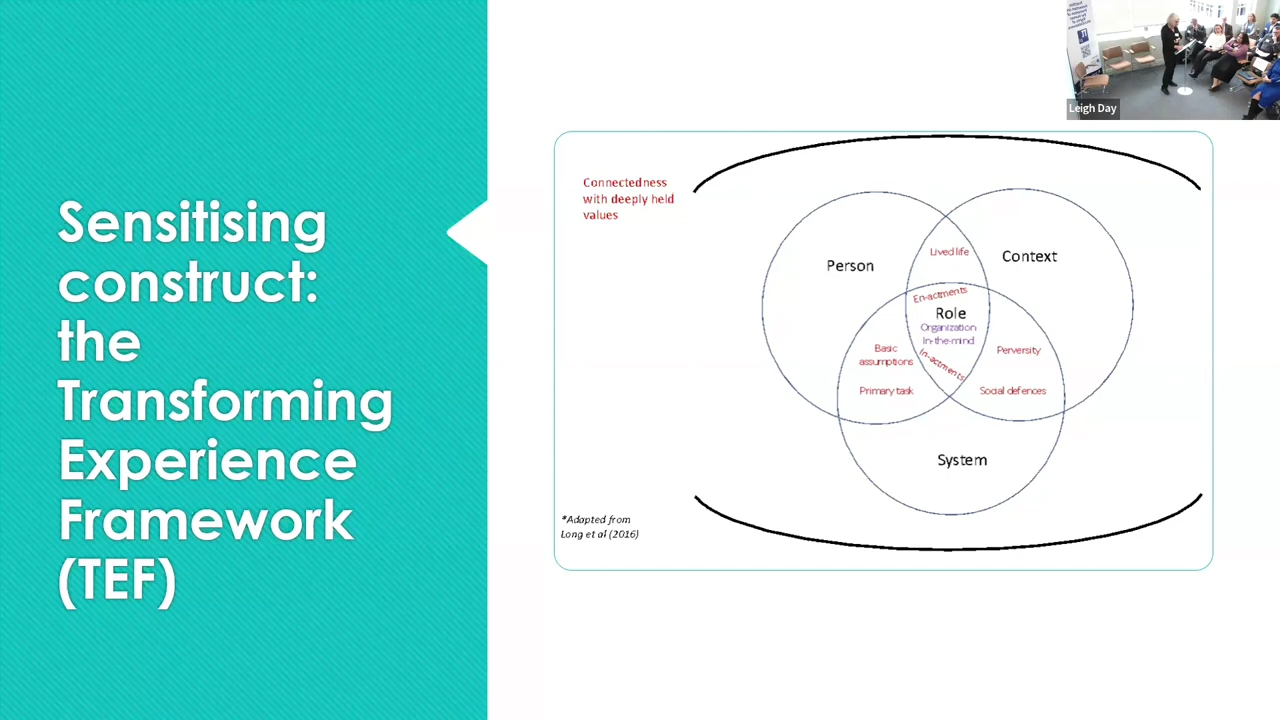 Leigh Day
Sensitising
construct:
the
Transforming
Experience
Framework
(TEF)
Connectedness
with deeply held
values
Person
Lived life
Context
En-actments
Role
Organization
In-the-mind
In-actments
Basic
assumptions
Primary task
Perversity
Social defences
System
*Adapted from
Long et al (2016)